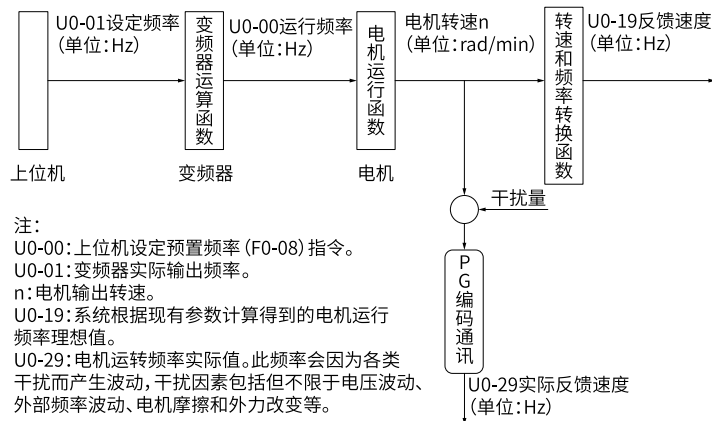 U0-01设定频率
(单位:Hz)
上位机
变频器运算函数
变频器
U0-00运行频率
(单位:Hz)
电机运行函数
电机
电机转速n
(单位:rad/min)
转速和频率转换函数
U0-19反馈速度
(单位:Hz)
干扰量
PG编码通讯
U0-29实际反馈速度
(单位:Hz)
注:
U0-00:上位机设定预置频率(F0-08)指令。
U0-01:变频器实际输出频率。
n:电机输出转速。
U0-19:系统根据现有参数计算得到的电机运行
频率理想值。
U0-29:电机运转频率实际值。此频率会因为各类
干扰而产生波动,干扰因素包括但不限于电压波动、
外部频率波动、电机摩擦和外力改变等。